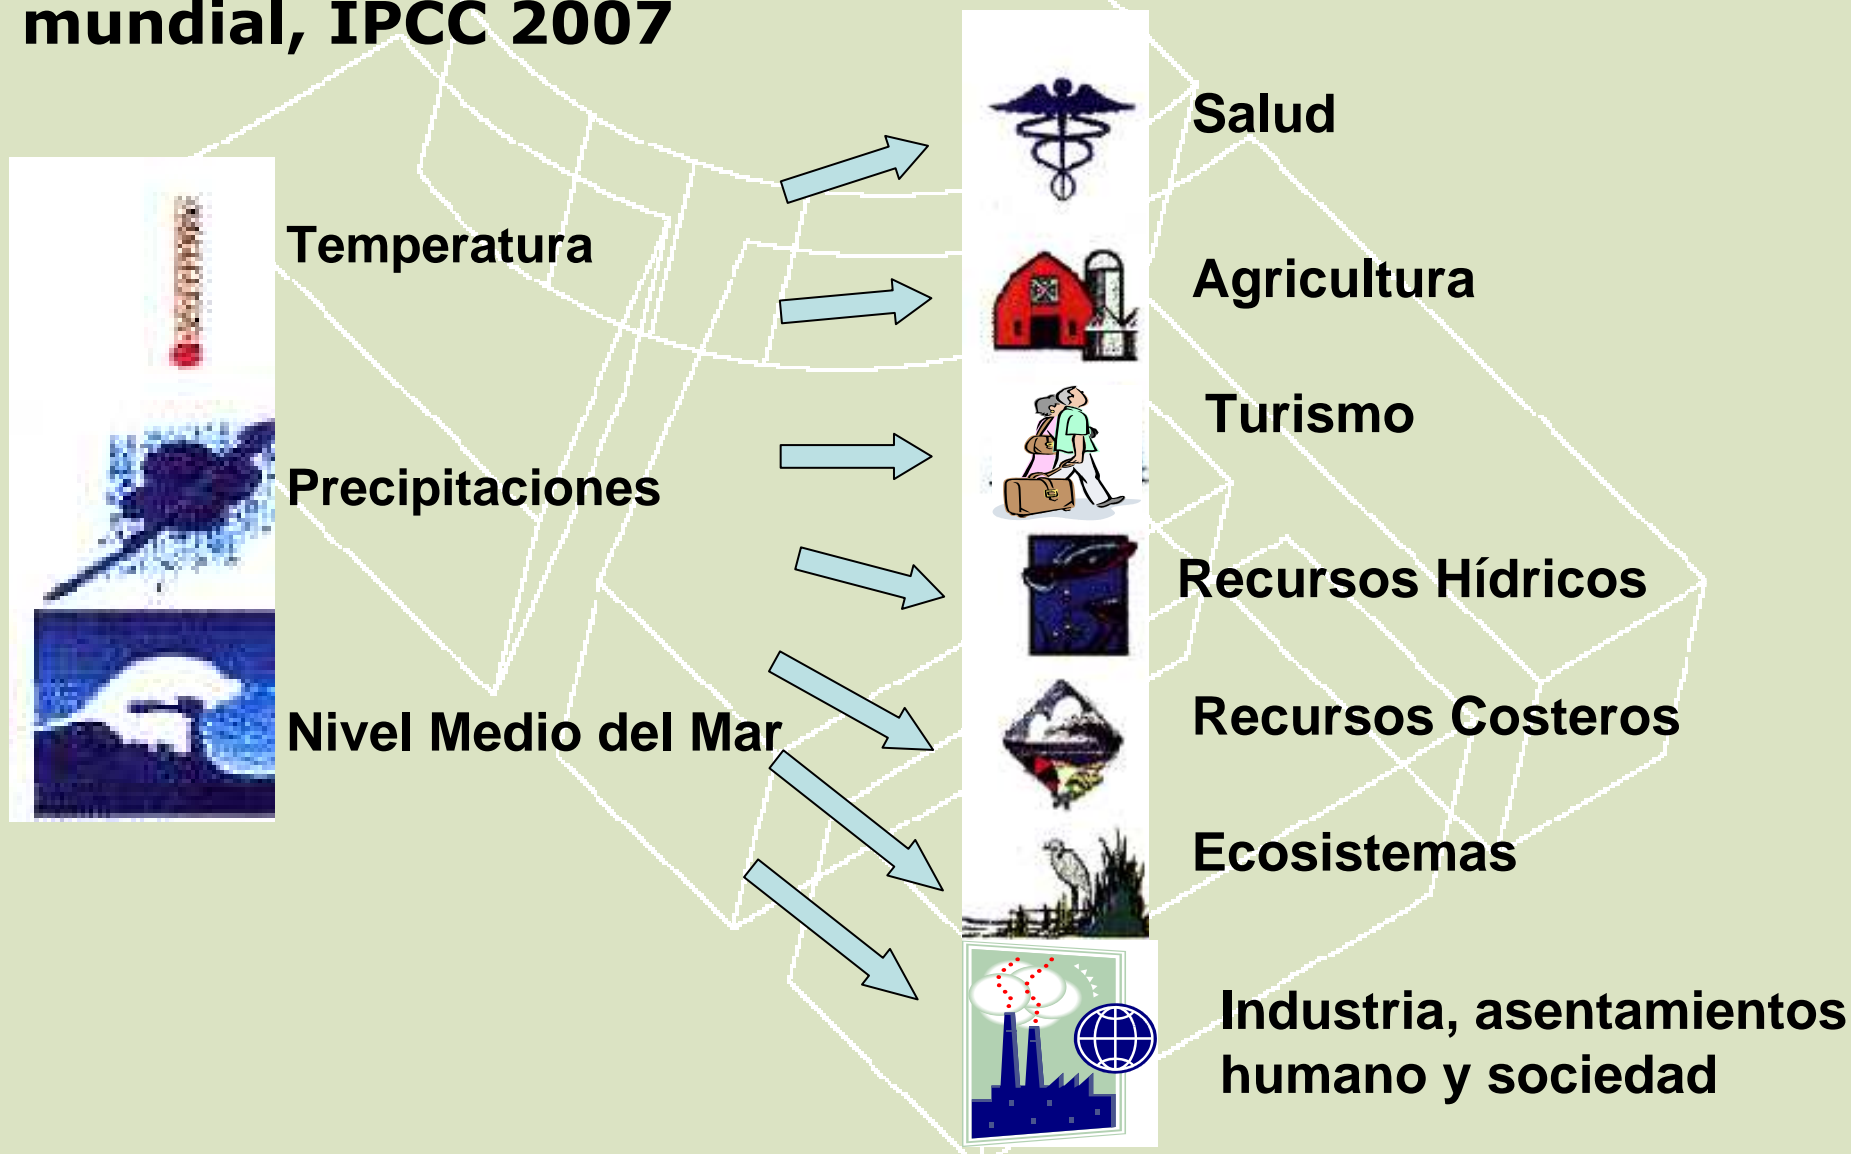 mundial, IPCC 2007
Temperatura
Precipitaciones
Nivel Medio del Mar
Salud
Agricultura
Turismo
Recursos Hídricos
Recursos Costeros
Ecosistemas
Industria, asentamientos
humano y sociedad